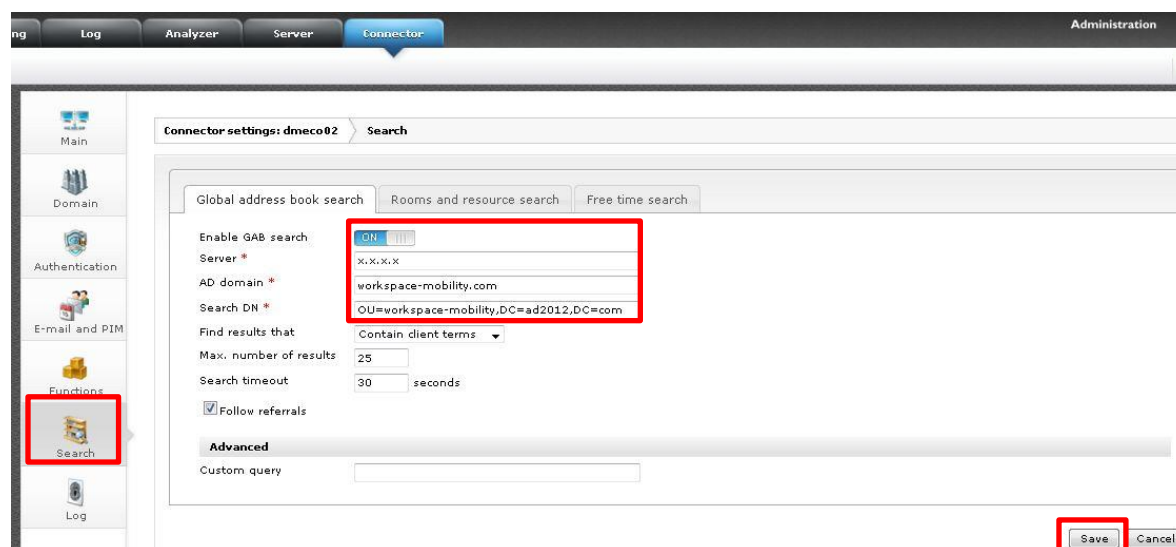 ng Log Analyzer Server Connector Administration
Main
Domain
Authentication
E-mail and PIM
Functions
Search
Log
Connector settings: dmeco02 Search
Global address book search Rooms and resource search Free time search
Enable GAB search ON
Server * x.x.x.x
AD domain * workspace-mobility.com
Search DN * OU=workspace-mobility,DC=ad2012,DC=com
Find results that Contain client terms
Max. number of results 25
Search timeout 30 seconds
Follow referrals
Advanced
Custom query
Save Cancel